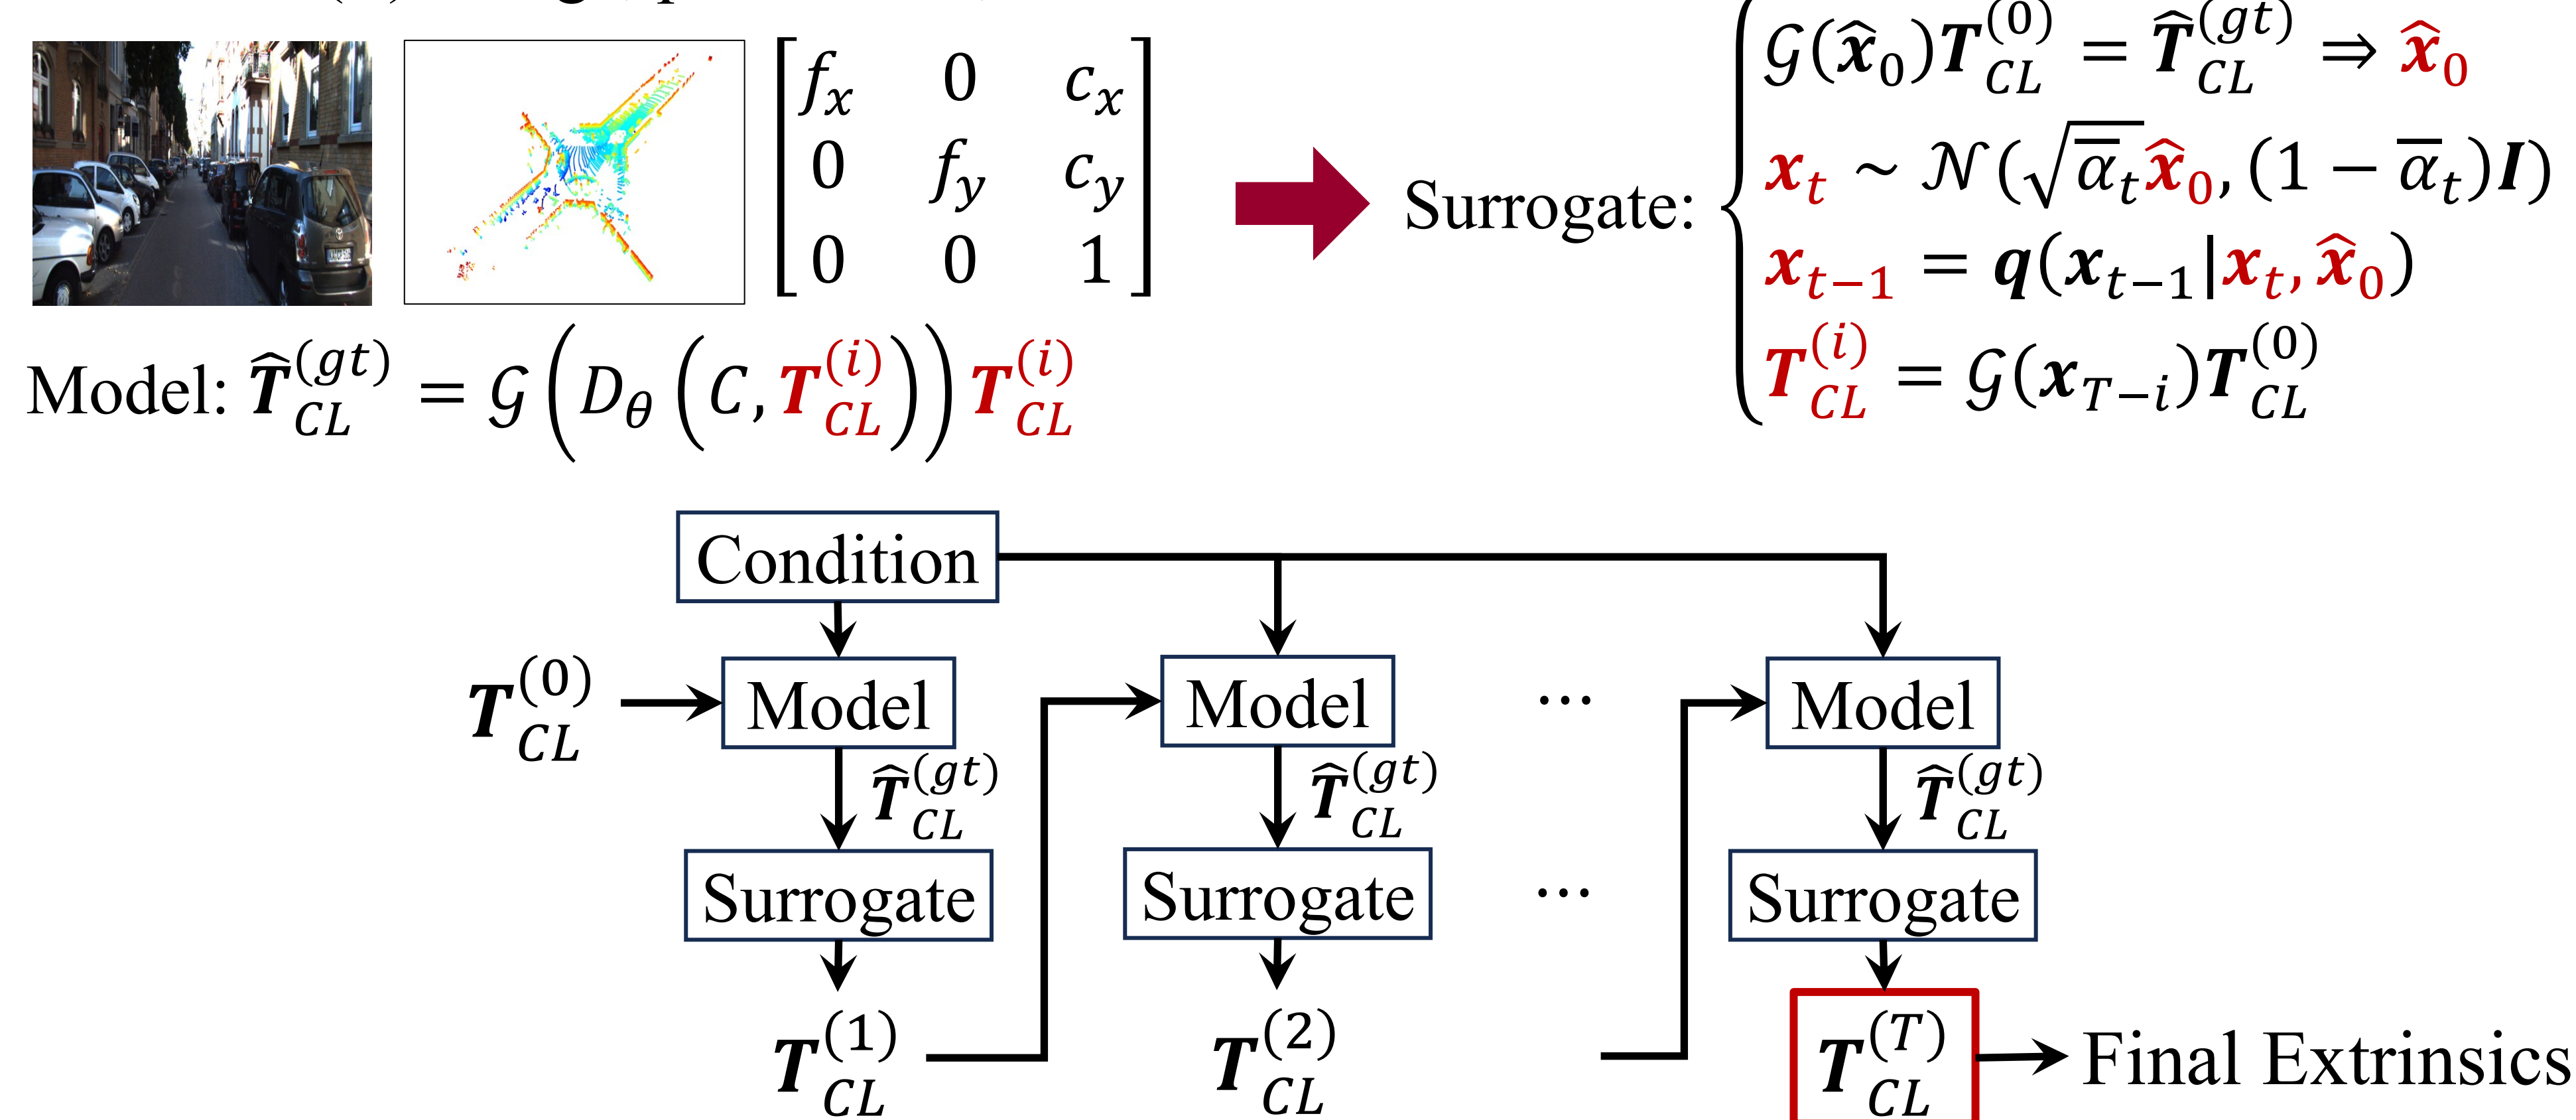 [f_x 0 c_x
0 f_y c_y
0 0 1]
Model: T̂_CL^(gt) = 𝒢(D_θ(C, T_CL^(i))) T_CL^(i)
Surrogate:
𝒢(x̂_0)T_CL^(0) = T̂_CL^(gt) ⇒ x̂_0
x_t ~ 𝒩(√ᾱ_t x̂_0, (1 − ᾱ_t)I)
x_{t−1} = q(x_{t−1}|x_t, x̂_0)
T_CL^(i) = 𝒢(x_{T−i})T_CL^(0)
Condition
T_CL^(0) Model Model ... Model
T̂_CL^(gt) T̂_CL^(gt) T̂_CL^(gt)
Surrogate Surrogate ... Surrogate
T_CL^(1) T_CL^(2) T_CL^(T) Final Extrinsics